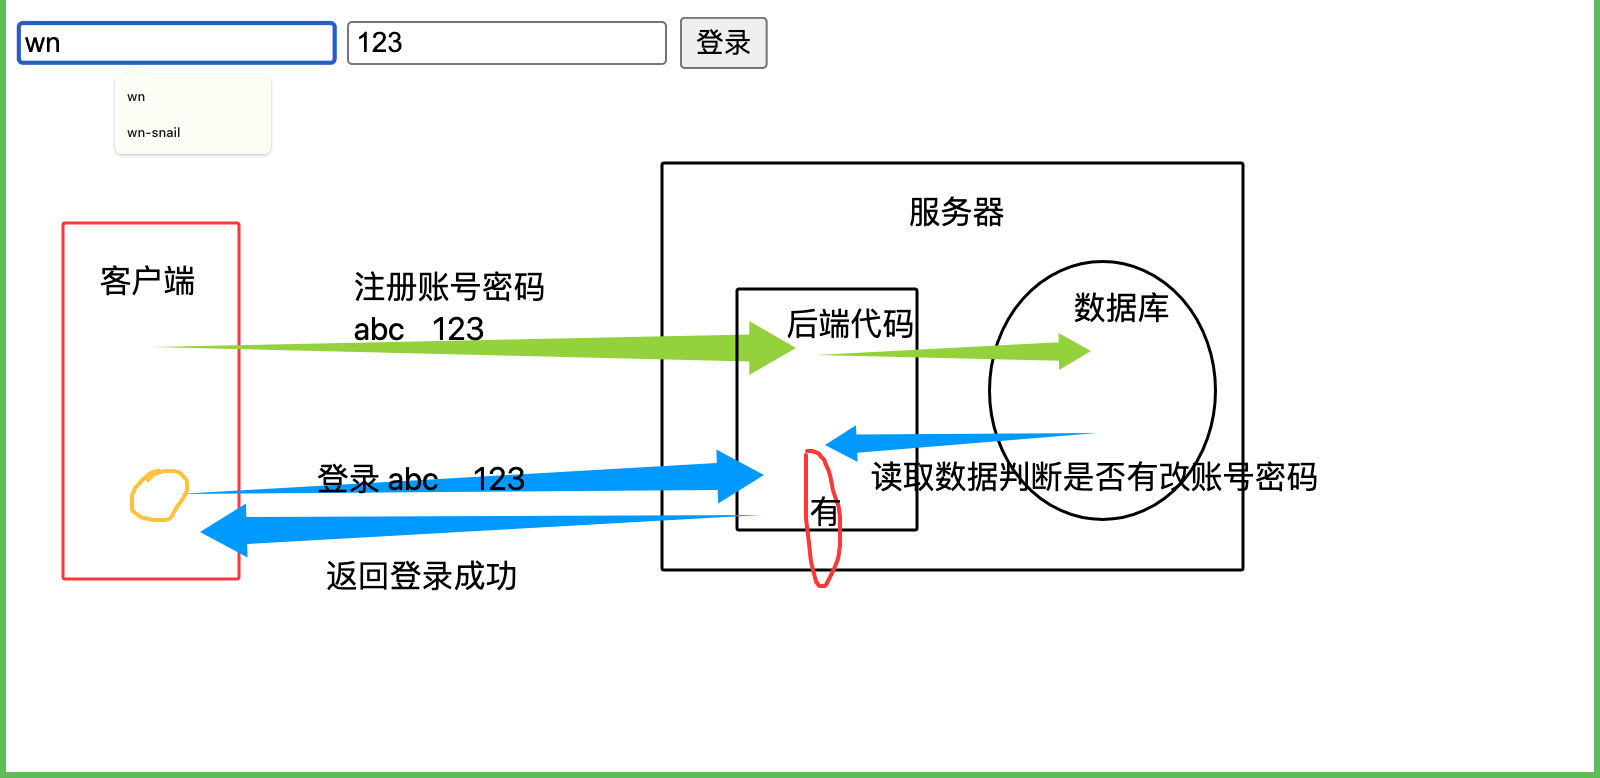 wn
123
登录
wn
wn-snail
服务器
客户端
注册账号密码
abc 123
后端代码
数据库
登录 abc 123
读取数据判断是否有改账号密码
有
返回登录成功